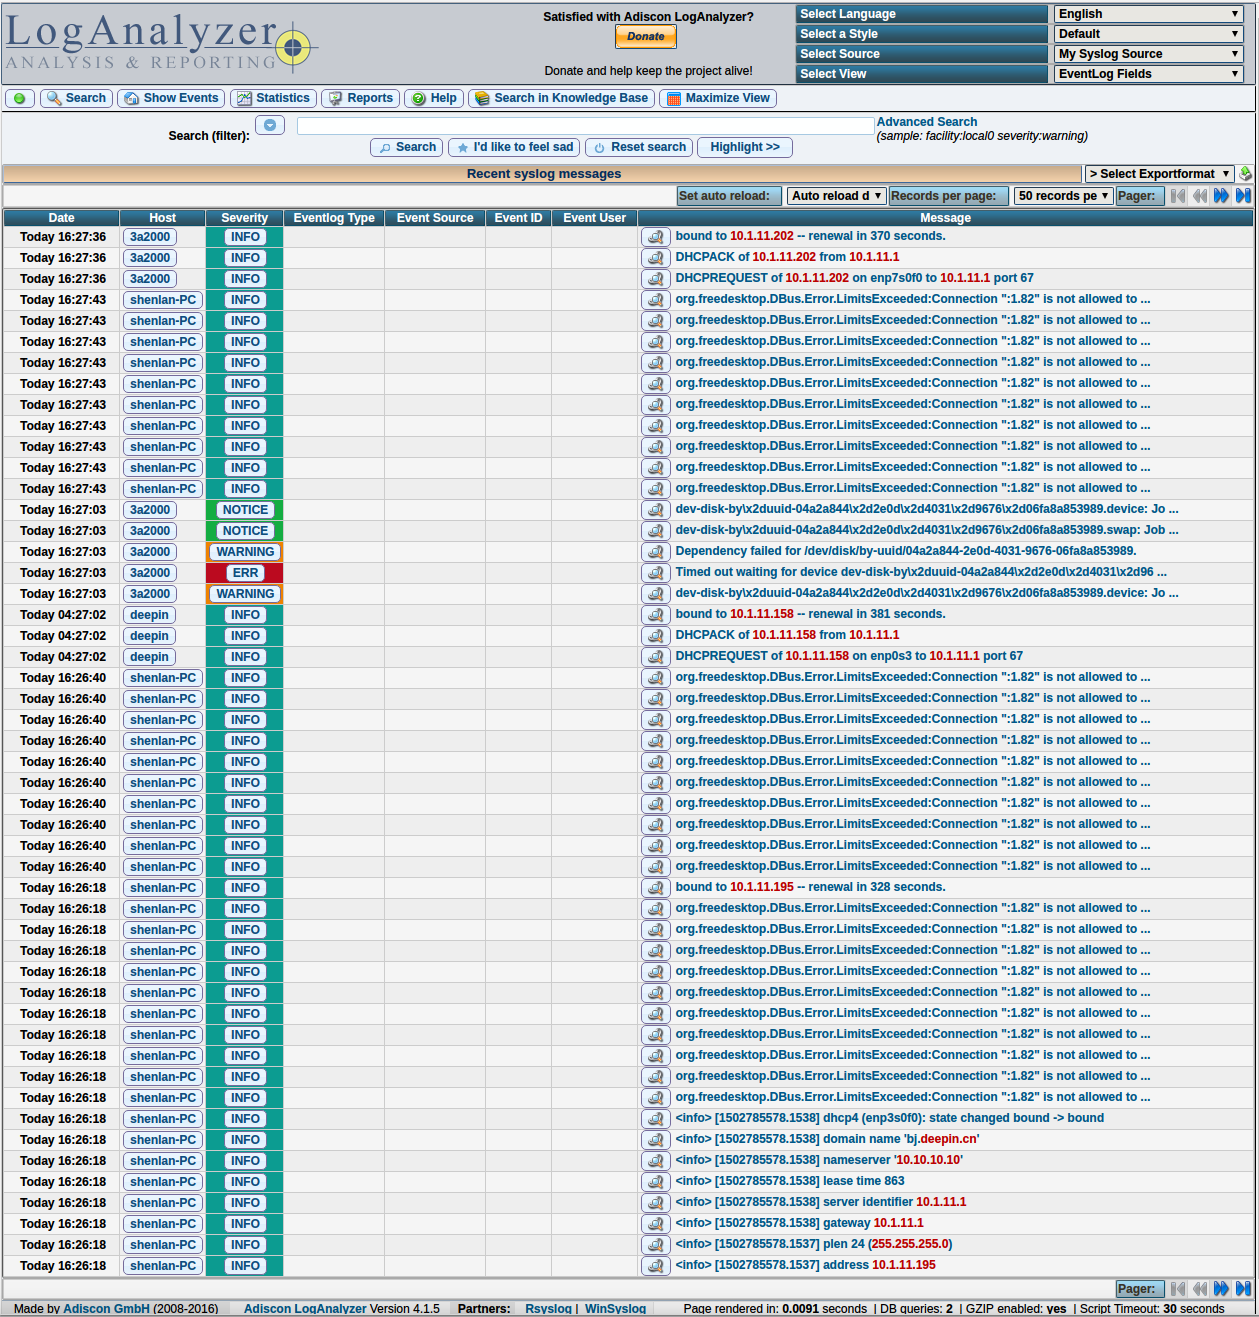 LogAnalyzer
ANALYSIS & REPORTING
Satisfied with Adiscon LogAnalyzer?
Donate
Donate and help keep the project alive!
Select Language English
Select a Style Default
Select Source My Syslog Source
Select View EventLog Fields
Search Show Events Statistics Reports Help Search in Knowledge Base Maximize View
Search (filter): Advanced Search
(sample: facility:local0 severity:warning)
Search I'd like to feel sad Reset search Highlight >>
Recent syslog messages > Select Exportformat
Set auto reload: Auto reload d Records per page: 50 records pe Pager:
Date Host Severity Eventlog Type Event Source Event ID Event User Message
Today 16:27:36 3a2000 INFO bound to 10.1.11.202 -- renewal in 370 seconds.
Today 16:27:36 3a2000 INFO DHCPACK of 10.1.11.202 from 10.1.11.1
Today 16:27:36 3a2000 INFO DHCPREQUEST of 10.1.11.202 on enp7s0f0 to 10.1.11.1 port 67
Today 16:27:43 shenlan-PC INFO org.freedesktop.DBus.Error.LimitsExceeded:Connection ":1.82" is not allowed to ...
Today 16:27:43 shenlan-PC INFO org.freedesktop.DBus.Error.LimitsExceeded:Connection ":1.82" is not allowed to ...
Today 16:27:43 shenlan-PC INFO org.freedesktop.DBus.Error.LimitsExceeded:Connection ":1.82" is not allowed to ...
Today 16:27:43 shenlan-PC INFO org.freedesktop.DBus.Error.LimitsExceeded:Connection ":1.82" is not allowed to ...
Today 16:27:43 shenlan-PC INFO org.freedesktop.DBus.Error.LimitsExceeded:Connection ":1.82" is not allowed to ...
Today 16:27:43 shenlan-PC INFO org.freedesktop.DBus.Error.LimitsExceeded:Connection ":1.82" is not allowed to ...
Today 16:27:43 shenlan-PC INFO org.freedesktop.DBus.Error.LimitsExceeded:Connection ":1.82" is not allowed to ...
Today 16:27:43 shenlan-PC INFO org.freedesktop.DBus.Error.LimitsExceeded:Connection ":1.82" is not allowed to ...
Today 16:27:43 shenlan-PC INFO org.freedesktop.DBus.Error.LimitsExceeded:Connection ":1.82" is not allowed to ...
Today 16:27:43 shenlan-PC INFO org.freedesktop.DBus.Error.LimitsExceeded:Connection ":1.82" is not allowed to ...
Today 16:27:03 3a2000 NOTICE dev-disk-by\x2duuid-04a2a844\x2d2e0d\x2d4031\x2d9676\x2d06fa8a853989.device: Jo ...
Today 16:27:03 3a2000 NOTICE dev-disk-by\x2duuid-04a2a844\x2d2e0d\x2d4031\x2d9676\x2d06fa8a853989.swap: Job ...
Today 16:27:03 3a2000 WARNING Dependency failed for /dev/disk/by-uuid/04a2a844-2e0d-4031-9676-06fa8a853989.
Today 16:27:03 3a2000 ERR Timed out waiting for device dev-disk-by\x2duuid-04a2a844\x2d2e0d\x2d4031\x2d96 ...
Today 16:27:03 3a2000 WARNING dev-disk-by\x2duuid-04a2a844\x2d2e0d\x2d4031\x2d9676\x2d06fa8a853989.device: Jo ...
Today 04:27:02 deepin INFO bound to 10.1.11.158 -- renewal in 381 seconds.
Today 04:27:02 deepin INFO DHCPACK of 10.1.11.158 from 10.1.11.1
Today 04:27:02 deepin INFO DHCPREQUEST of 10.1.11.158 on enp0s3 to 10.1.11.1 port 67
Today 16:26:40 shenlan-PC INFO org.freedesktop.DBus.Error.LimitsExceeded:Connection ":1.82" is not allowed to ...
Today 16:26:40 shenlan-PC INFO org.freedesktop.DBus.Error.LimitsExceeded:Connection ":1.82" is not allowed to ...
Today 16:26:40 shenlan-PC INFO org.freedesktop.DBus.Error.LimitsExceeded:Connection ":1.82" is not allowed to ...
Today 16:26:40 shenlan-PC INFO org.freedesktop.DBus.Error.LimitsExceeded:Connection ":1.82" is not allowed to ...
Today 16:26:40 shenlan-PC INFO org.freedesktop.DBus.Error.LimitsExceeded:Connection ":1.82" is not allowed to ...
Today 16:26:40 shenlan-PC INFO org.freedesktop.DBus.Error.LimitsExceeded:Connection ":1.82" is not allowed to ...
Today 16:26:40 shenlan-PC INFO org.freedesktop.DBus.Error.LimitsExceeded:Connection ":1.82" is not allowed to ...
Today 16:26:40 shenlan-PC INFO org.freedesktop.DBus.Error.LimitsExceeded:Connection ":1.82" is not allowed to ...
Today 16:26:40 shenlan-PC INFO org.freedesktop.DBus.Error.LimitsExceeded:Connection ":1.82" is not allowed to ...
Today 16:26:40 shenlan-PC INFO org.freedesktop.DBus.Error.LimitsExceeded:Connection ":1.82" is not allowed to ...
Today 16:26:18 shenlan-PC INFO bound to 10.1.11.195 -- renewal in 328 seconds.
Today 16:26:18 shenlan-PC INFO org.freedesktop.DBus.Error.LimitsExceeded:Connection ":1.82" is not allowed to ...
Today 16:26:18 shenlan-PC INFO org.freedesktop.DBus.Error.LimitsExceeded:Connection ":1.82" is not allowed to ...
Today 16:26:18 shenlan-PC INFO org.freedesktop.DBus.Error.LimitsExceeded:Connection ":1.82" is not allowed to ...
Today 16:26:18 shenlan-PC INFO org.freedesktop.DBus.Error.LimitsExceeded:Connection ":1.82" is not allowed to ...
Today 16:26:18 shenlan-PC INFO org.freedesktop.DBus.Error.LimitsExceeded:Connection ":1.82" is not allowed to ...
Today 16:26:18 shenlan-PC INFO org.freedesktop.DBus.Error.LimitsExceeded:Connection ":1.82" is not allowed to ...
Today 16:26:18 shenlan-PC INFO org.freedesktop.DBus.Error.LimitsExceeded:Connection ":1.82" is not allowed to ...
Today 16:26:18 shenlan-PC INFO org.freedesktop.DBus.Error.LimitsExceeded:Connection ":1.82" is not allowed to ...
Today 16:26:18 shenlan-PC INFO org.freedesktop.DBus.Error.LimitsExceeded:Connection ":1.82" is not allowed to ...
Today 16:26:18 shenlan-PC INFO org.freedesktop.DBus.Error.LimitsExceeded:Connection ":1.82" is not allowed to ...
Today 16:26:18 shenlan-PC INFO <info> [1502785578.1538] dhcp4 (enp3s0f0): state changed bound -> bound
Today 16:26:18 shenlan-PC INFO <info> [1502785578.1538] domain name 'bj.deepin.cn'
Today 16:26:18 shenlan-PC INFO <info> [1502785578.1538] nameserver '10.10.10.10'
Today 16:26:18 shenlan-PC INFO <info> [1502785578.1538] lease time 863
Today 16:26:18 shenlan-PC INFO <info> [1502785578.1538] server identifier 10.1.11.1
Today 16:26:18 shenlan-PC INFO <info> [1502785578.1538] gateway 10.1.11.1
Today 16:26:18 shenlan-PC INFO <info> [1502785578.1537] plen 24 (255.255.255.0)
Today 16:26:18 shenlan-PC INFO <info> [1502785578.1537] address 10.1.11.195
Pager:
Made by Adiscon GmbH (2008-2016) Adiscon LogAnalyzer Version 4.1.5 Partners: Rsyslog | WinSyslog Page rendered in: 0.0091 seconds | DB queries: 2 | GZIP enabled: yes | Script Timeout: 30 seconds